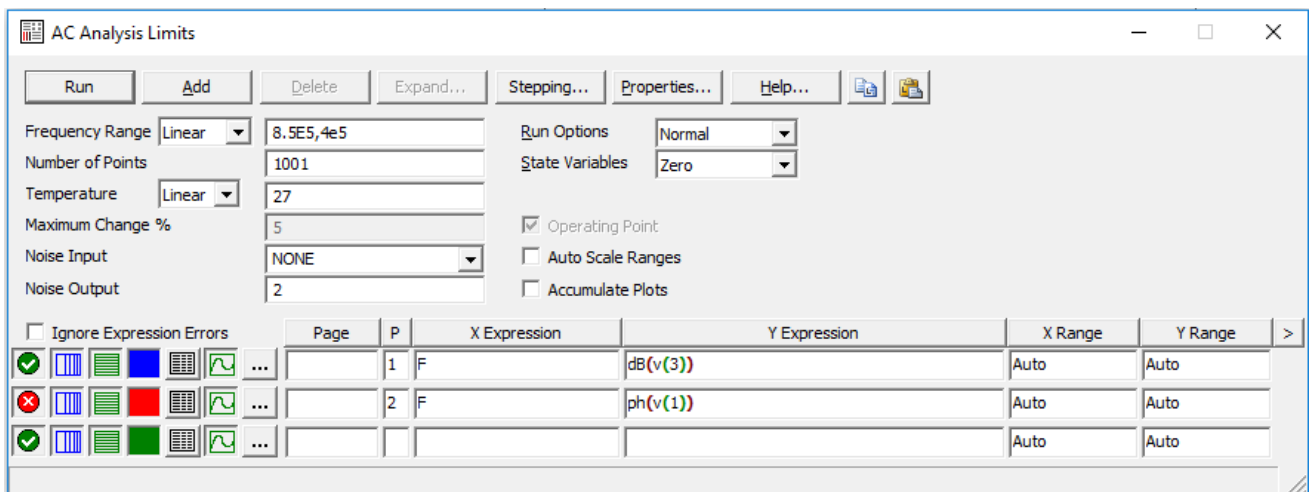 AC Analysis Limits
Run Add Delete Expand... Stepping... Properties... Help...
Frequency Range Linear 8.5E5,4e5 Run Options Normal
Number of Points 1001 State Variables Zero
Temperature Linear 27
Maximum Change % 5 Operating Point
Noise Input NONE Auto Scale Ranges
Noise Output 2 Accumulate Plots
Ignore Expression Errors Page P X Expression Y Expression X Range Y Range >
... 1 F dB(v(3)) Auto Auto
... 2 F ph(v(1)) Auto Auto
... Auto Auto